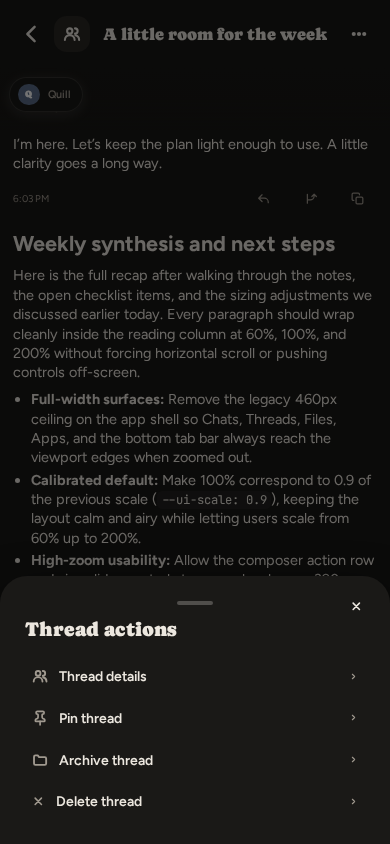 A little room for the week
Quill
I'm here. Let's keep the plan light enough to use. A little
clarity goes a long way.
6:03 PM
Weekly synthesis and next steps
Here is the full recap after walking through the notes,
the open checklist items, and the sizing adjustments we
discussed earlier today. Every paragraph should wrap
cleanly inside the reading column at 60%, 100%, and
200% without forcing horizontal scroll or pushing
controls off-screen.
• Full-width surfaces: Remove the legacy 460px
ceiling on the app shell so Chats, Threads, Files,
Apps, and the bottom tab bar always reach the
viewport edges when zoomed out.
• Calibrated default: Make 100% correspond to 0.9 of
the previous scale ( --ui-scale: 0.9 ), keeping the
layout calm and airy while letting users scale from
60% up to 200%.
• High-zoom usability: Allow the composer action row
Thread actions
Thread details
Pin thread
Archive thread
Delete thread